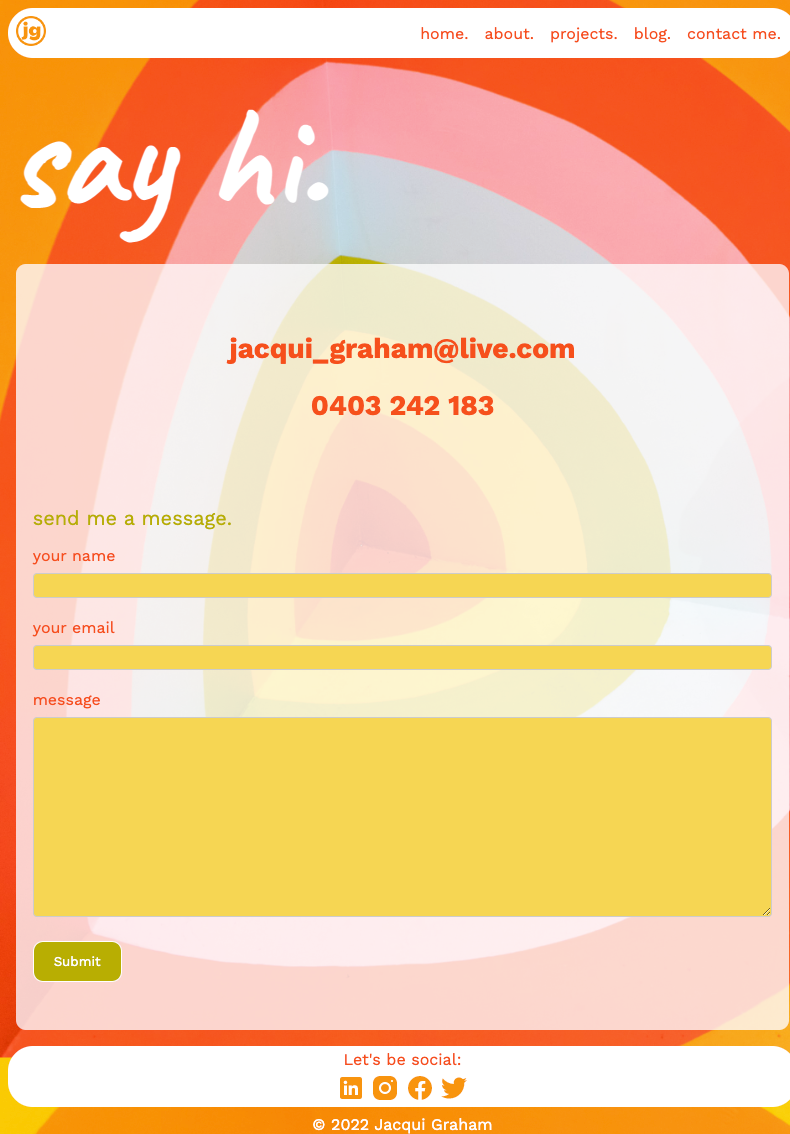 jg
home. about. projects. blog. contact me.
say hi.
jacqui_graham@live.com
0403 242 183
send me a message.
your name
your email
message
Submit
Let's be social:
in
© 2022 Jacqui Graham